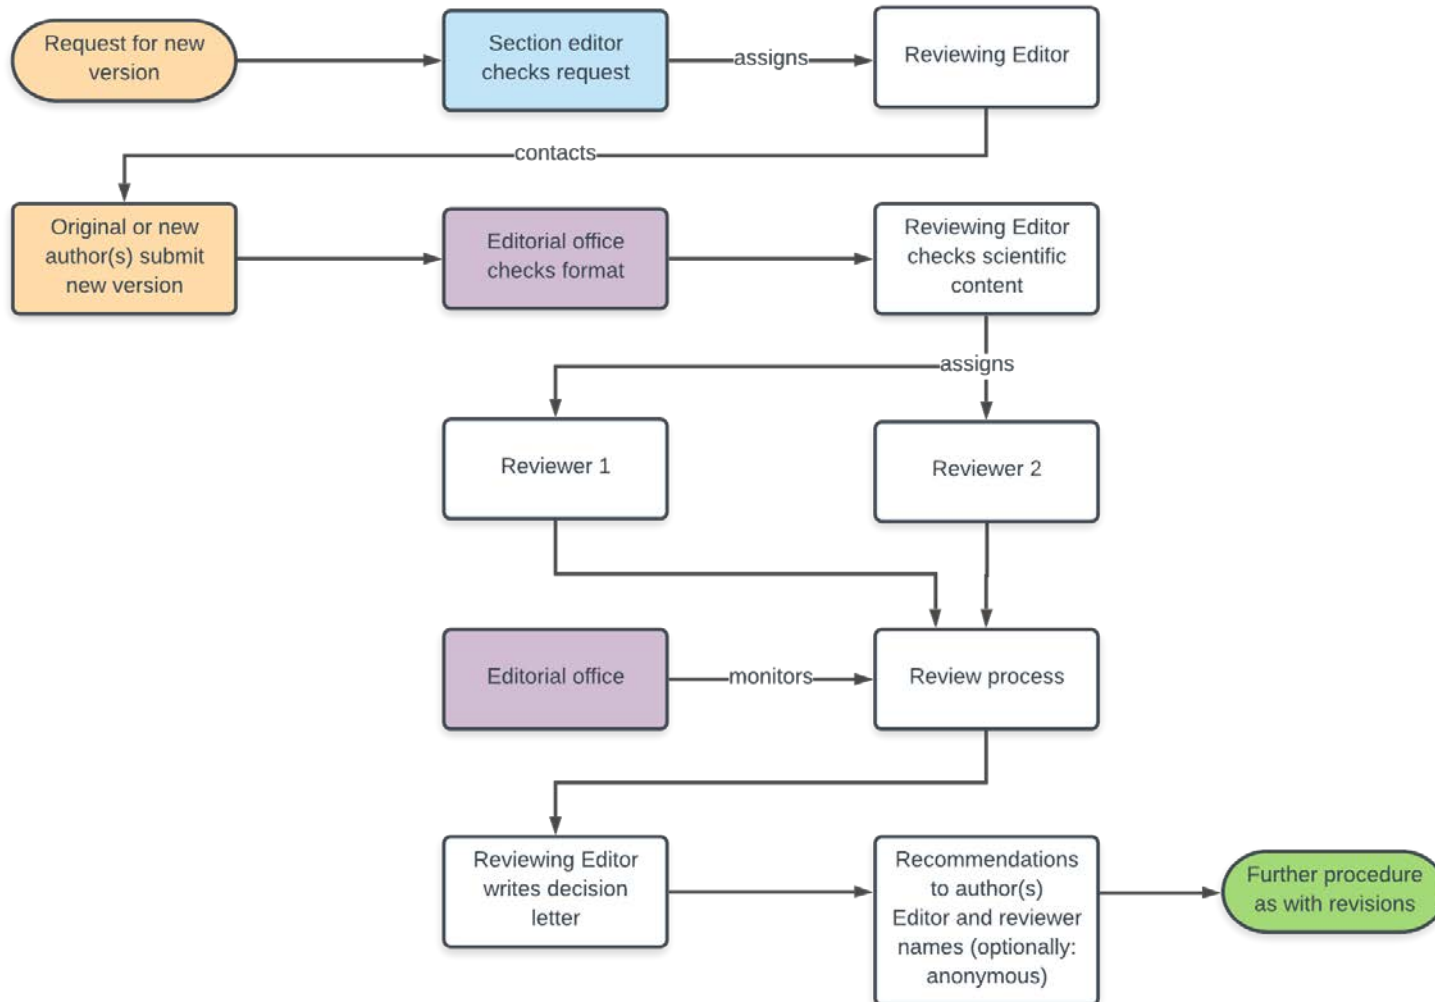 Request for new
version
Section editor
checks request
assigns
Reviewing Editor
contacts
Original or new
author(s) submit
new version
Editorial office
checks format
Reviewing Editor
checks scientific
content
assigns
Reviewer 1
Reviewer 2
Editorial office
monitors
Review process
Reviewing Editor
writes decision
letter
Recommendations
to author(s)
Editor and reviewer
names (optionally:
anonymous)
Further procedure
as with revisions